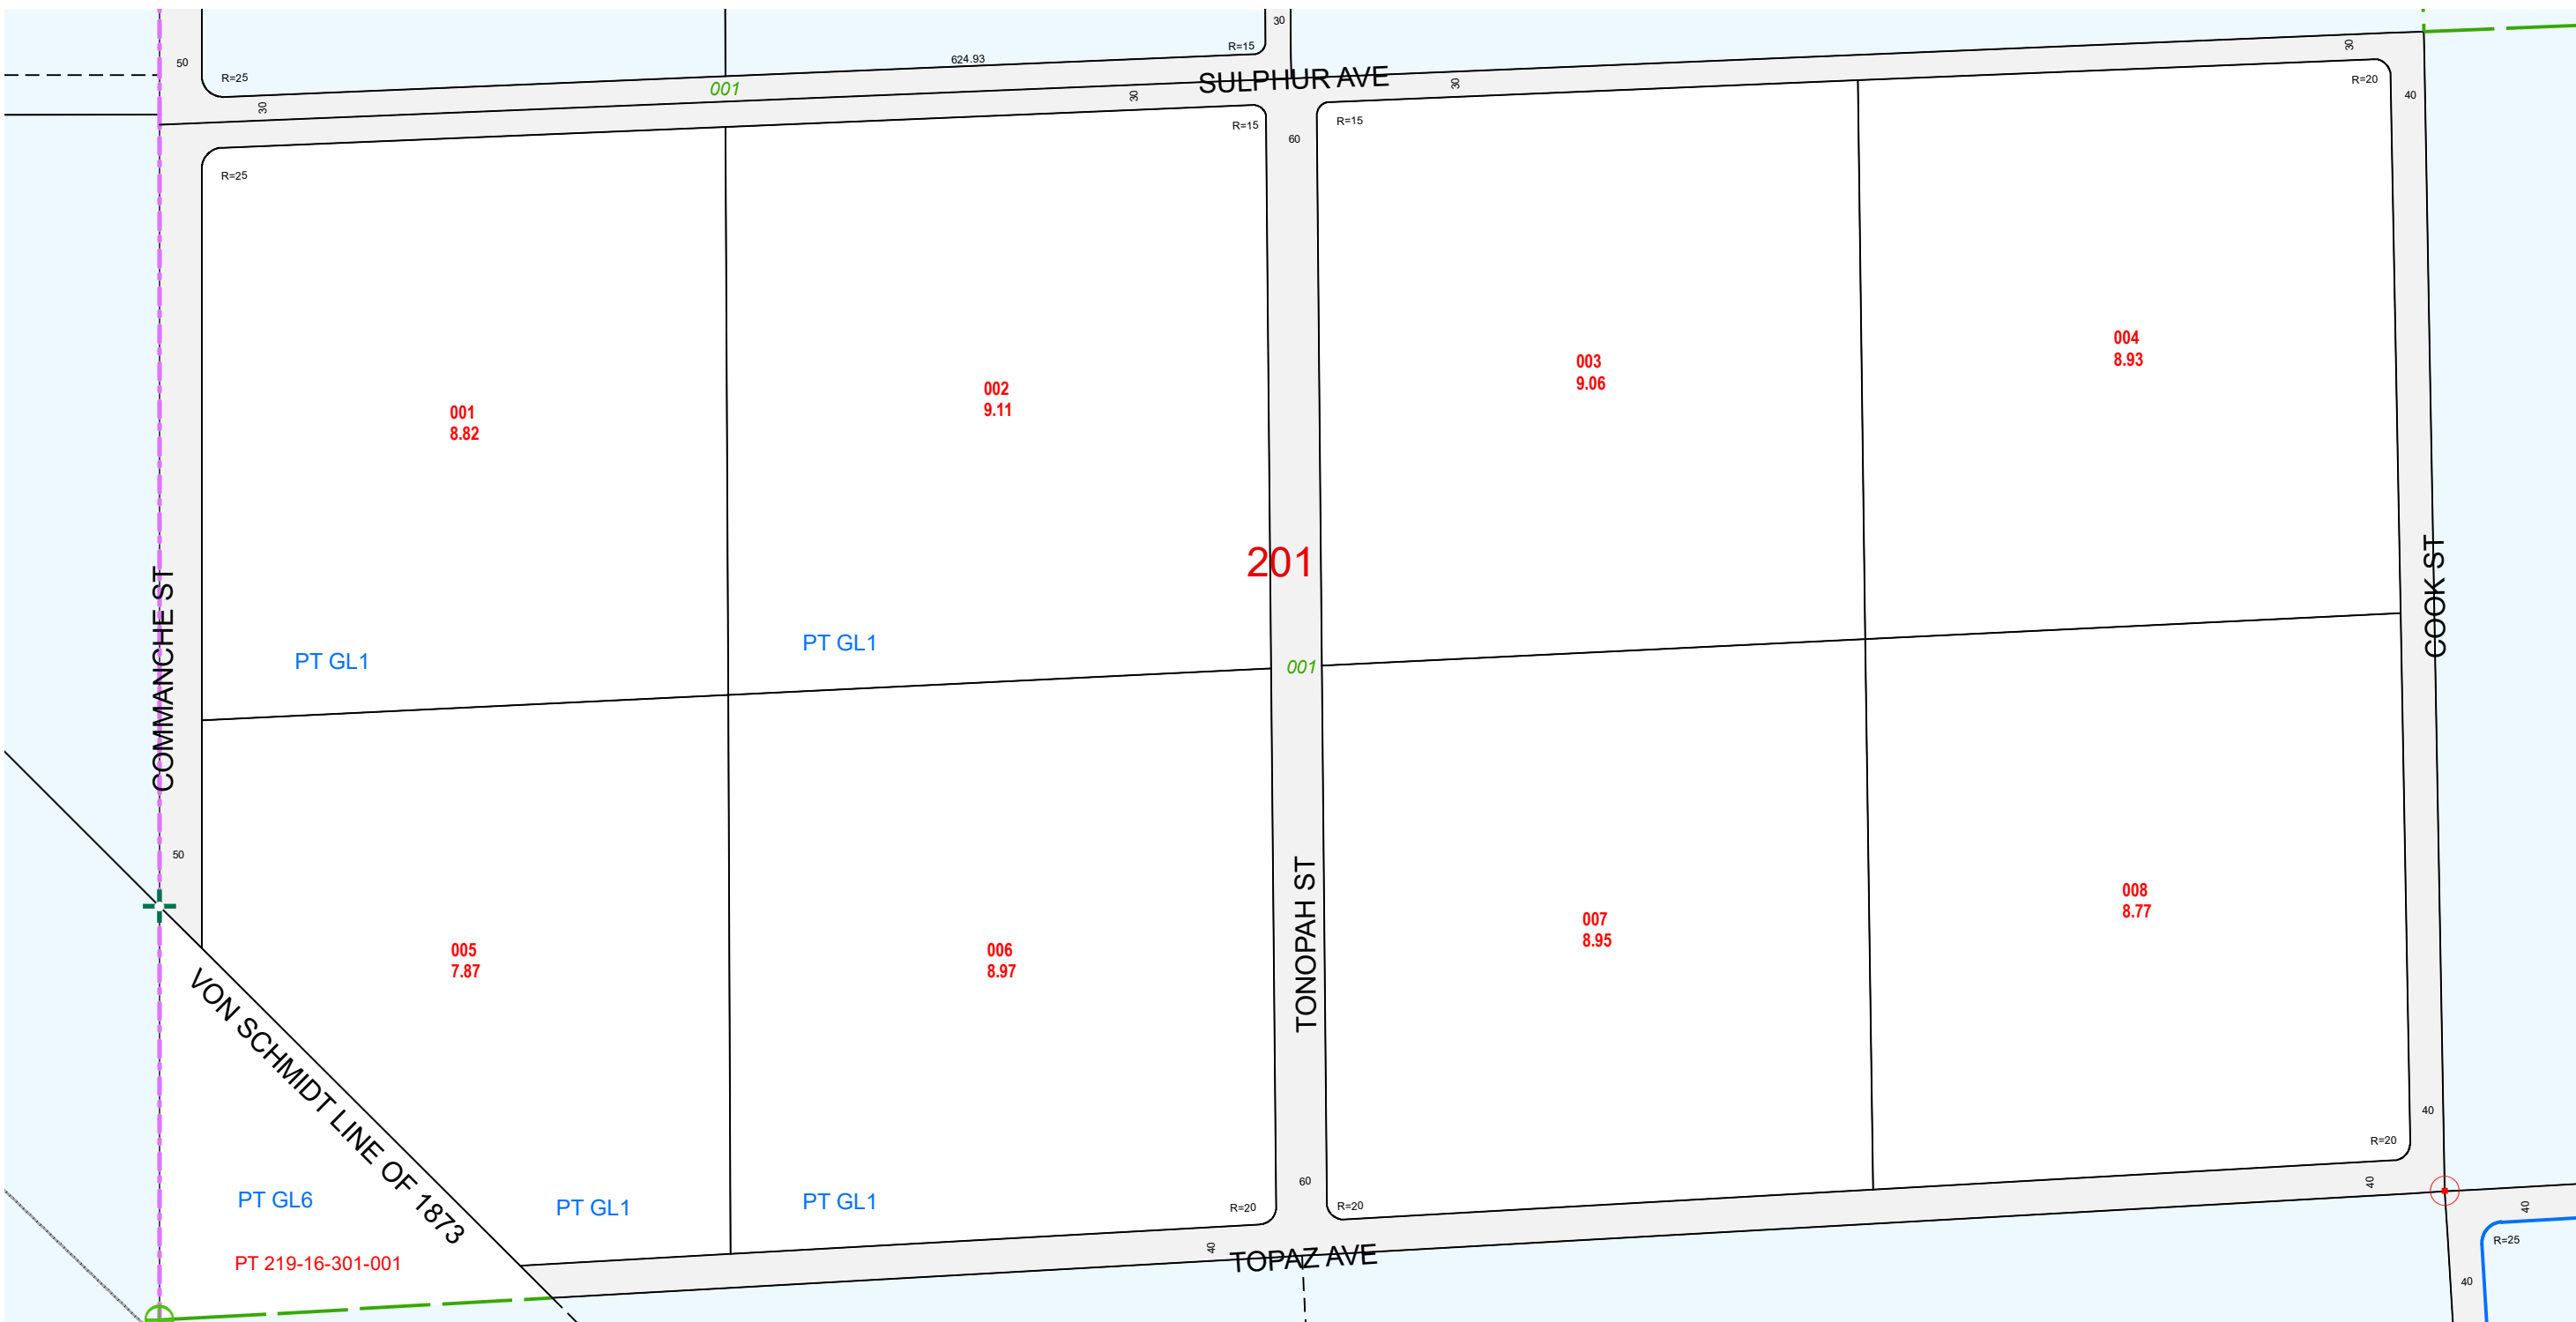 30
R=15
50
R=25
624.93
001
30
30
SULPHUR AVE
30
30
R=20
40
R=25
R=15
60
R=15
001
8.82
002
9.11
003
9.06
004
8.93
201
PT GL1
PT GL1
001
COMMANCHE ST
COOK ST
50
005
7.87
006
8.97
TONOPAH ST
007
8.95
008
8.77
VON SCHMIDT LINE OF 1873
40
R=20
PT GL6
PT GL1
PT GL1
R=20
60
R=20
40
40
R=25
40
40
TOPAZ AVE
PT 219-16-301-001